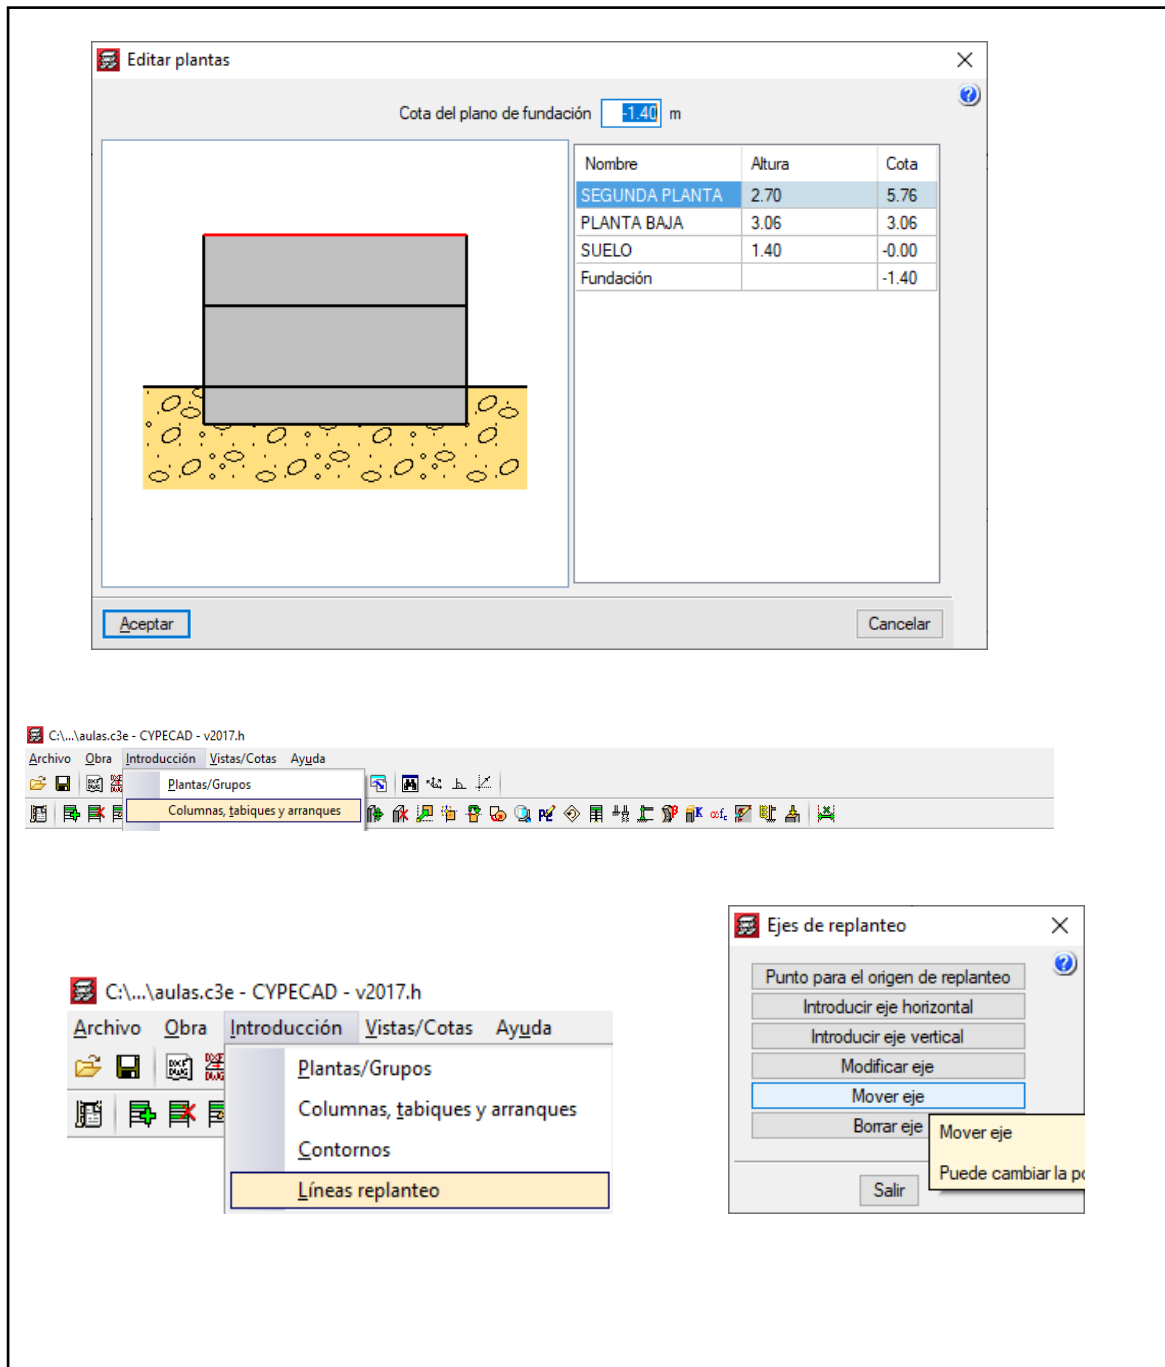 Editar plantas
Cota del plano de fundación -1.40 m
Nombre Altura Cota
SEGUNDA PLANTA 2.70 5.76
PLANTA BAJA 3.06 3.06
SUELO 1.40 -0.00
Fundación -1.40
Aceptar Cancelar
C:\...\aulas.c3e - CYPECAD - v2017.h
Archivo Obra Introducción Vistas/Cotas Ayuda
Plantas/Grupos
Columnas, tabiques y arranques
C:\...\aulas.c3e - CYPECAD - v2017.h
Archivo Obra Introducción Vistas/Cotas Ayuda
Plantas/Grupos
Columnas, tabiques y arranques
Contornos
Líneas replanteo
Ejes de replanteo
Punto para el origen de replanteo
Introducir eje horizontal
Introducir eje vertical
Modificar eje
Mover eje
Borrar eje
Mover eje
Puede cambiar la
Salir